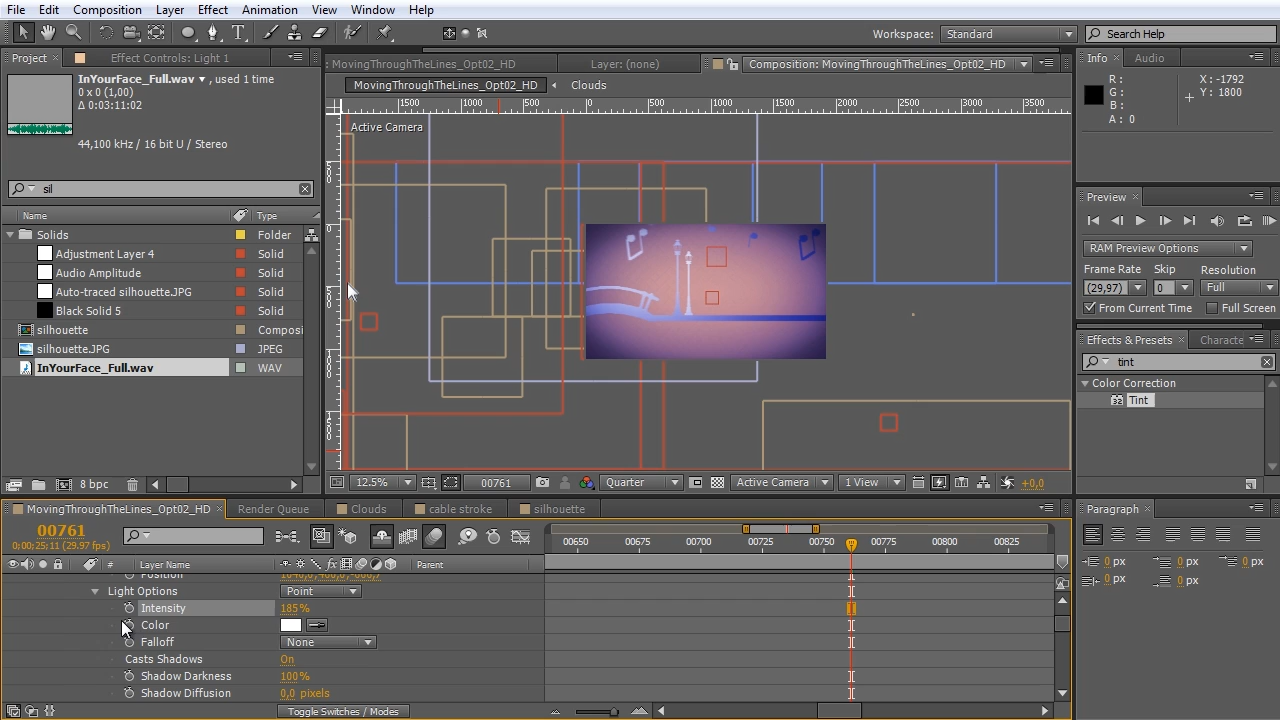 File Edit Composition Layer Effect Animation View Window Help
Workspace: Standard Search Help
Project Effect Controls: Light 1
InYourFace_Full.wav ▼ , used 1 time
0 x 0 (1,00)
Δ 0:03:11:02
44,100 kHz / 16 bit U / Stereo
sil
Name Type
Solids Folder
Adjustment Layer 4 Solid
Audio Amplitude Solid
Auto-traced silhouette.JPG Solid
Black Solid 5 Solid
silhouette Composi
silhouette.JPG JPEG
InYourFace_Full.wav WAV
8 bpc
: MovingThroughTheLines_Opt02_HD Layer: (none) Composition: MovingThroughTheLines_Opt02_HD
MovingThroughTheLines_Opt02_HD Clouds
1500 1000 500 0 500 1000 1500 2000 2500 3000 3500
Active Camera
12.5% 00761 Quarter Active Camera 1 View +0,0
Info Audio
R : X : -1792
G : Y : 1800
B :
A : 0
Preview
RAM Preview Options
Frame Rate Skip Resolution
(29,97) 0 Full
From Current Time Full Screen
Effects & Presets Characte
tint
Color Correction
32 Tint
Paragraph
0 px 0 px 0 px
0 px 0 px
MovingThroughTheLines_Opt02_HD Render Queue Clouds cable stroke silhouette
00761
0;00;25;11 (29.97 fps)
00650 00675 00700 00725 00750 00775 00800 00825
# Layer Name Parent
Position
Light Options Point
Intensity 185%
Color
Falloff None
Casts Shadows On
Shadow Darkness 100%
Shadow Diffusion 0,0 pixels
Toggle Switches / Modes